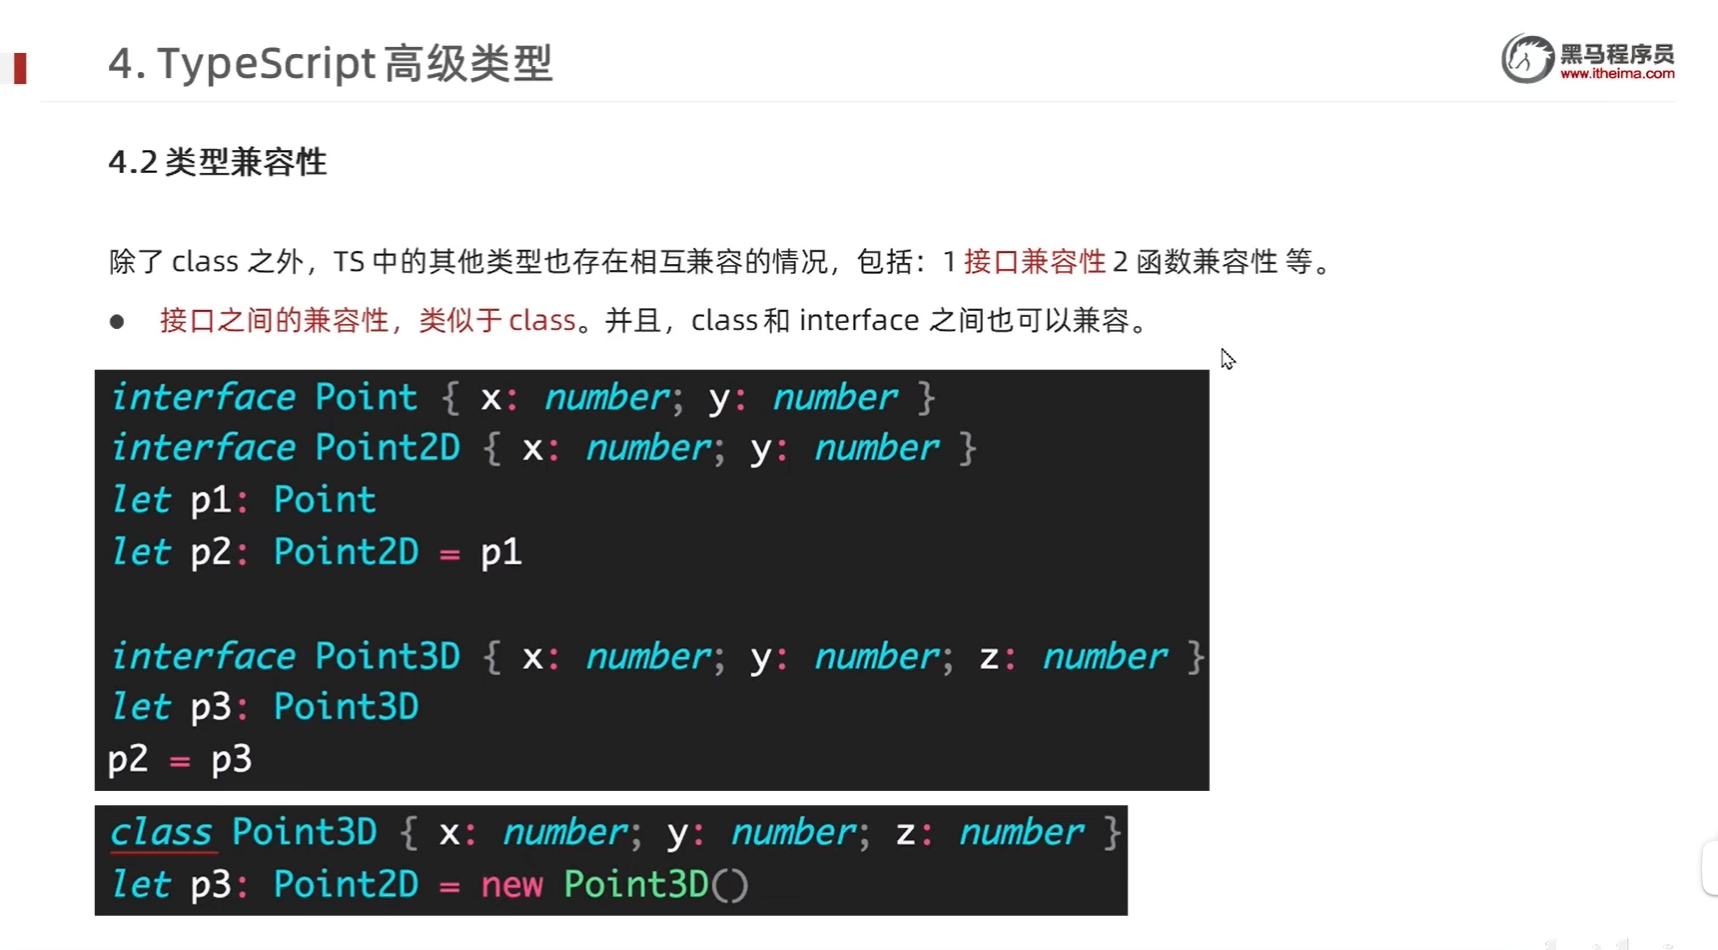 4. TypeScript 高级类型
黑马程序员
www.itheima.com
4.2 类型兼容性
除了 class 之外，TS 中的其他类型也存在相互兼容的情况，包括：1 接口兼容性 2 函数兼容性 等。
● 接口之间的兼容性，类似于 class。并且，class 和 interface 之间也可以兼容。
interface Point { x: number; y: number }
interface Point2D { x: number; y: number }
let p1: Point
let p2: Point2D = p1
interface Point3D { x: number; y: number; z: number }
let p3: Point3D
p2 = p3
class Point3D { x: number; y: number; z: number }
let p3: Point2D = new Point3D()